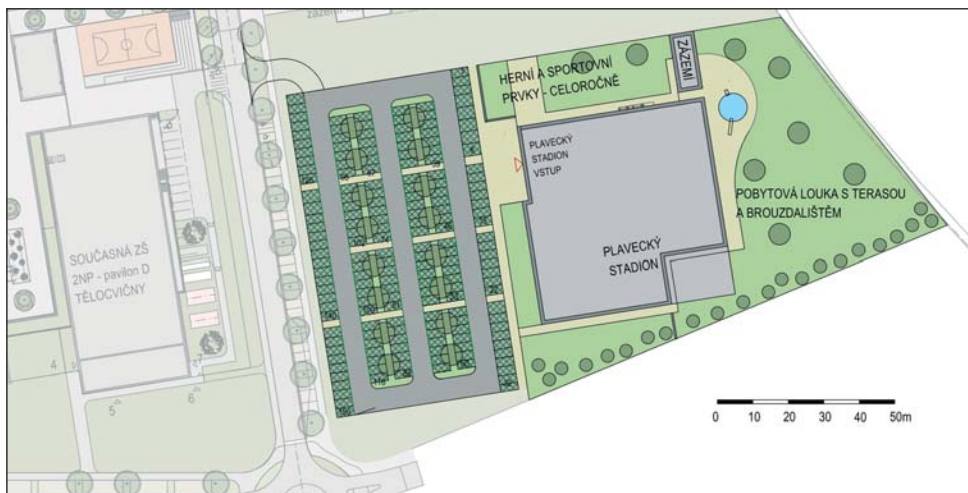 HERNÍ A SPORTOVNÍ
PRVKY - CELOROČNĚ
ZÁZEMÍ
PLAVECKÝ
STADION
VSTUP
POBYTOVÁ LOUKA S TERASOU
A BROUZDALIŠTĚM
PLAVECKÝ
STADION
SOUČASNÁ ZŠ
2NP - pavilon D
TĚLOCVIČNY
4
5
6
0 10 20 30 40 50m